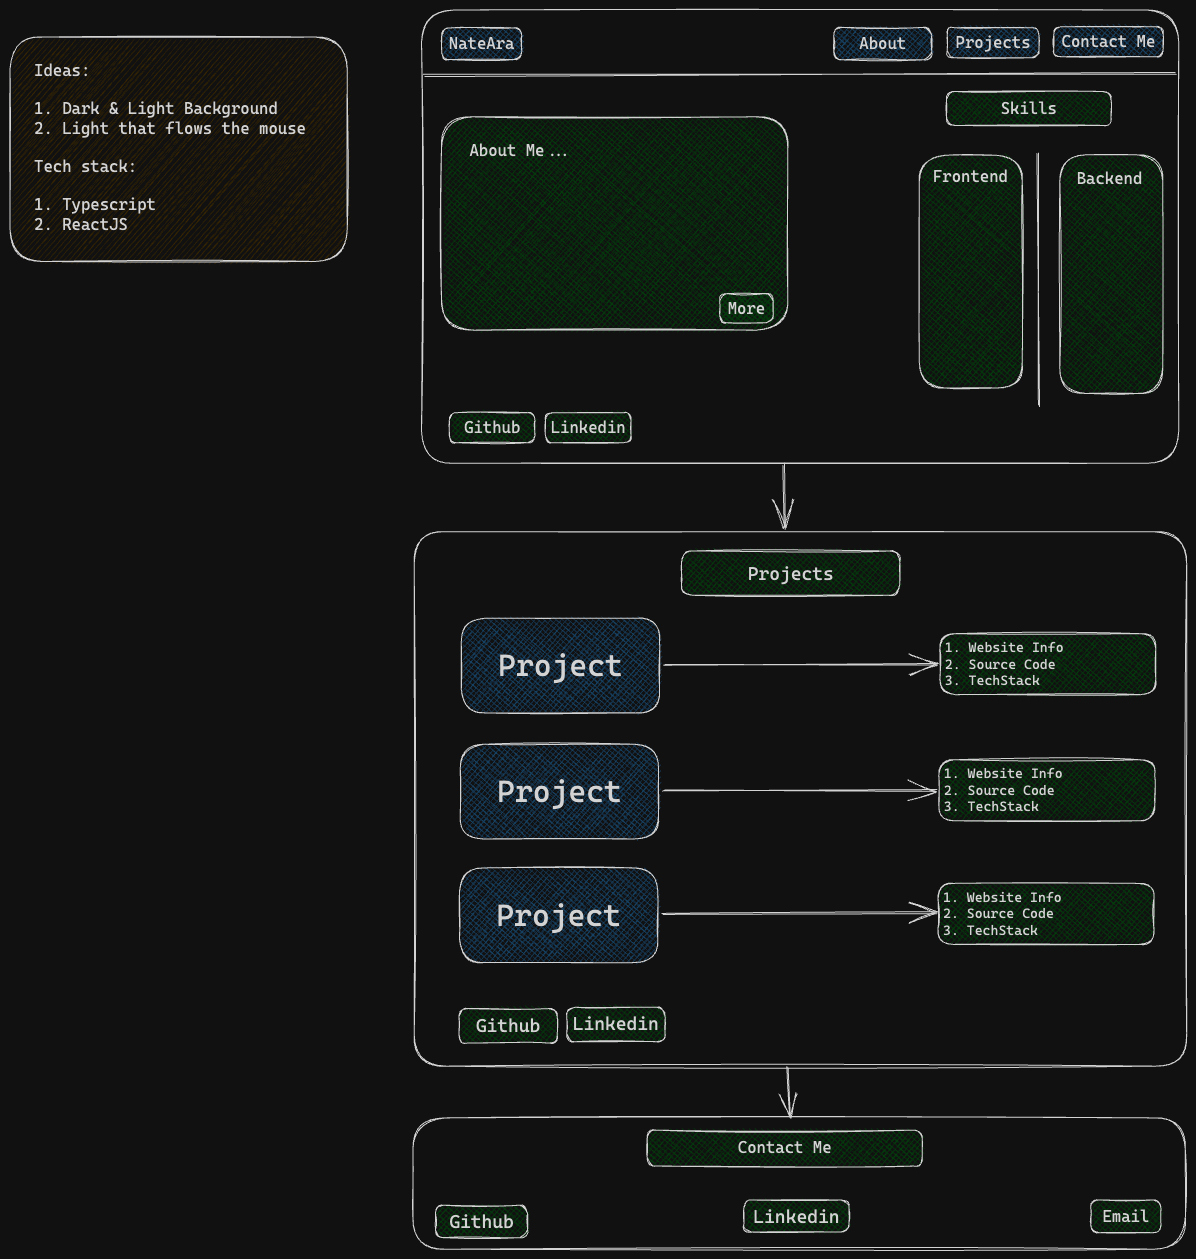 Ideas:
1. Dark & Light Background
2. Light that flows the mouse
Tech stack:
1. Typescript
2. ReactJS
NateAra
About
Projects
Contact Me
About Me...
More
Skills
Frontend
Backend
Github
Linkedin
Projects
Project
1. Website Info
2. Source Code
3. TechStack
Project
1. Website Info
2. Source Code
3. TechStack
Project
1. Website Info
2. Source Code
3. TechStack
Github
Linkedin
Contact Me
Github
Linkedin
Email